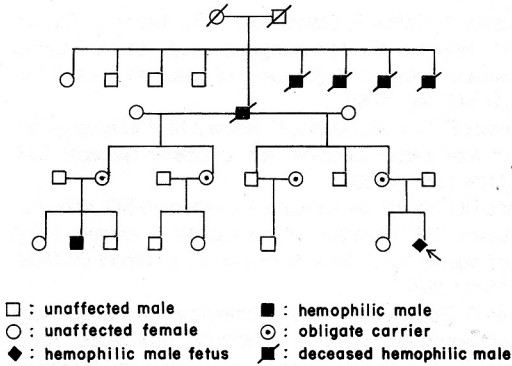 : unaffected male
: hemophilic male
: unaffected female
: obligate carrier
: hemophilic male fetus
: deceased hemophilic male